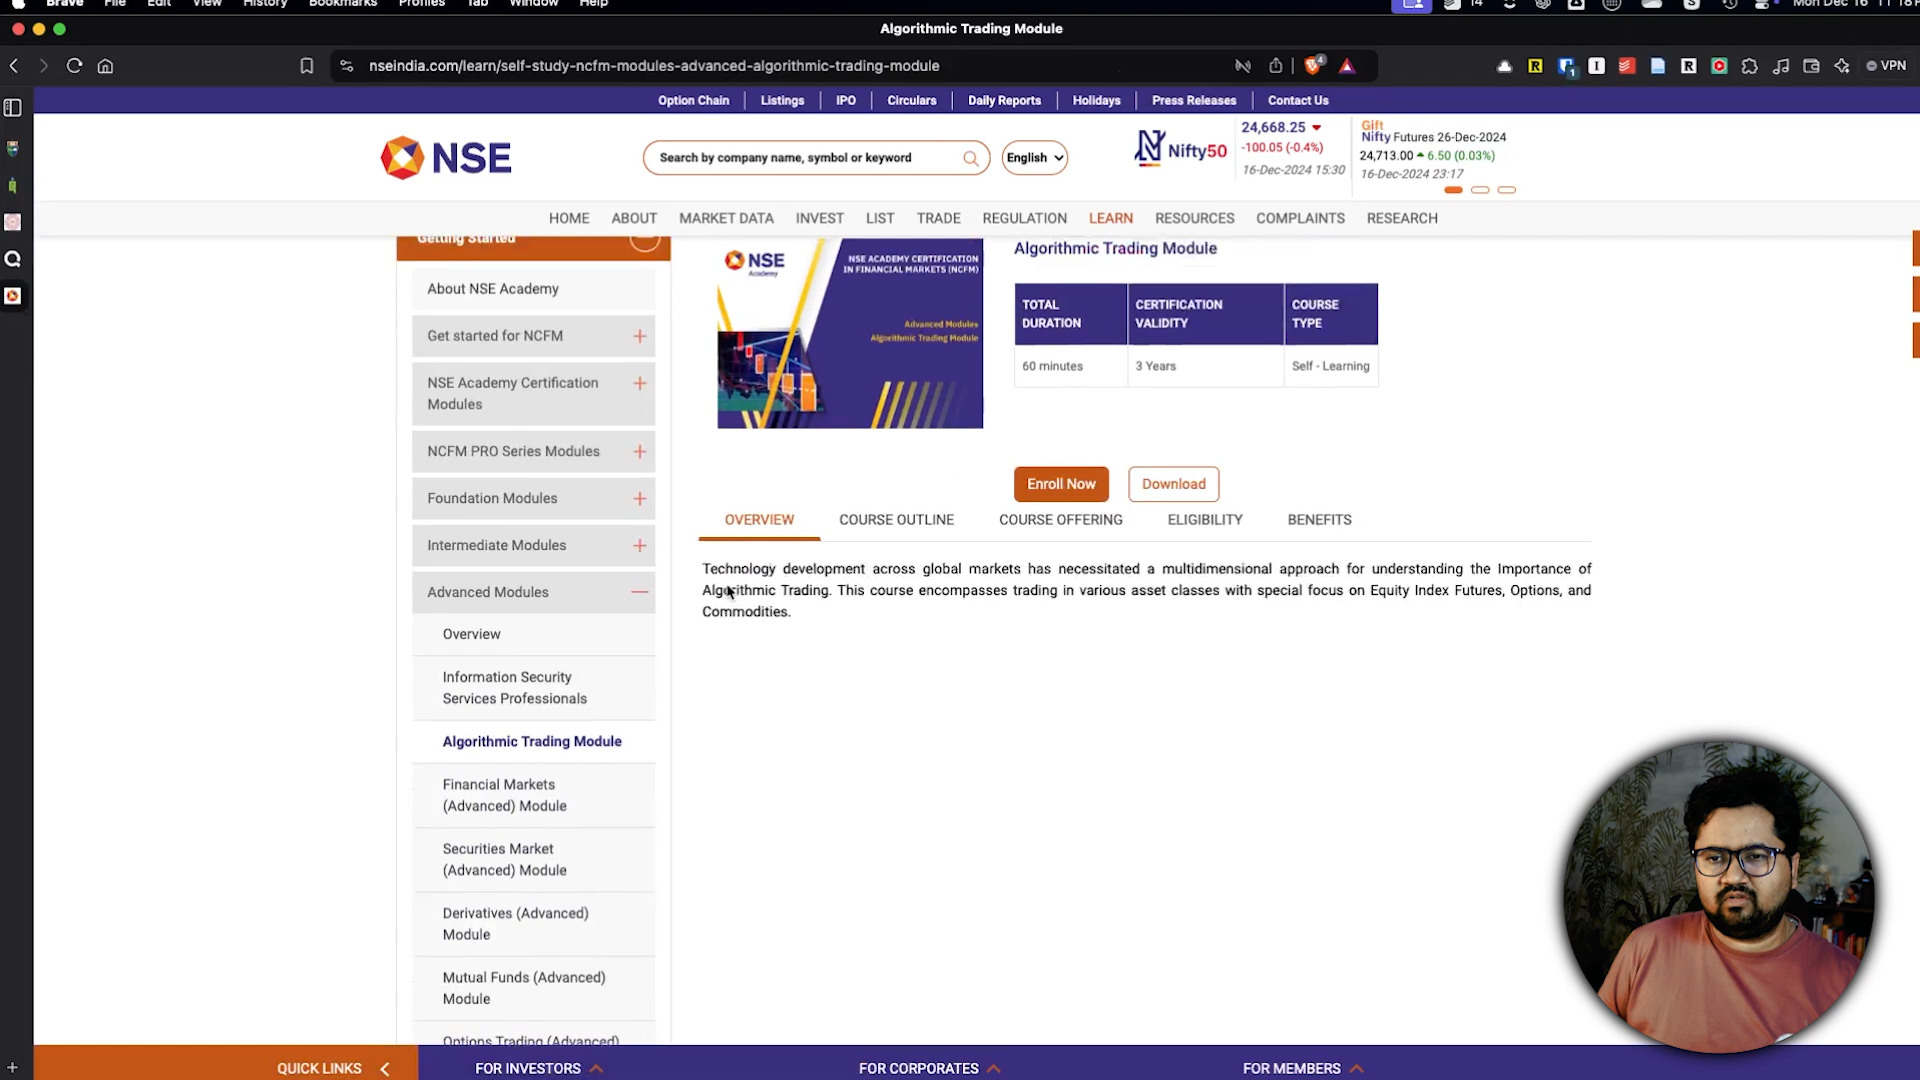 Brave File Edit View History Bookmarks Profiles Tab Window Help 14 Mon Dec 16 11:18
Algorithmic Trading Module
nseindia.com/learn/self-study-ncfm-modules-advanced-algorithmic-trading-module
VPN
Option Chain Listings IPO Circulars Daily Reports Holidays Press Releases Contact Us
NSE
Search by company name, symbol or keyword
English
Nifty50
24,668.25
-100.05 (-0.4%)
16-Dec-2024 15:30
Gift
Nifty Futures 26-Dec-2024
24,713.00 6.50 (0.03%)
16-Dec-2024 23:17
HOME ABOUT MARKET DATA INVEST LIST TRADE REGULATION LEARN RESOURCES COMPLAINTS RESEARCH
Getting Started
About NSE Academy
Get started for NCFM
NSE Academy Certification
Modules
NCFM PRO Series Modules
Foundation Modules
Intermediate Modules
Advanced Modules
Overview
Information Security
Services Professionals
Algorithmic Trading Module
Financial Markets
(Advanced) Module
Securities Market
(Advanced) Module
Derivatives (Advanced)
Module
Mutual Funds (Advanced)
Module
Options Trading (Advanced)
NSE
Academy
NSE ACADEMY CERTIFICATION
IN FINANCIAL MARKETS (NCFM)
Advanced Modules
Algorithmic Trading Module
Algorithmic Trading Module
TOTAL
DURATION
CERTIFICATION
VALIDITY
COURSE
TYPE
60 minutes 3 Years Self - Learning
Enroll Now Download
OVERVIEW COURSE OUTLINE COURSE OFFERING ELIGIBILITY BENEFITS
Technology development across global markets has necessitated a multidimensional approach for understanding the Importance of
Algorithmic Trading. This course encompasses trading in various asset classes with special focus on Equity Index Futures, Options, and
Commodities.
QUICK LINKS FOR INVESTORS FOR CORPORATES FOR MEMBERS